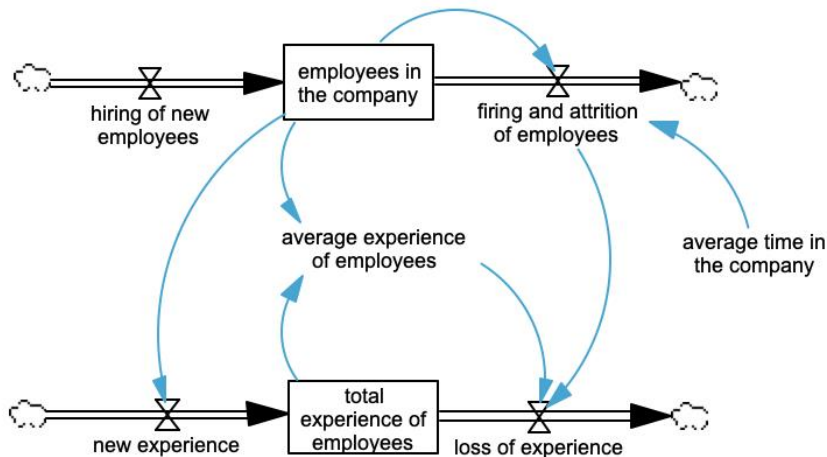 employees in
the company
hiring of new
employees
firing and attrition
of employees
average experience
of employees
average time in
the company
total
experience of
employees
new experience
loss of experience